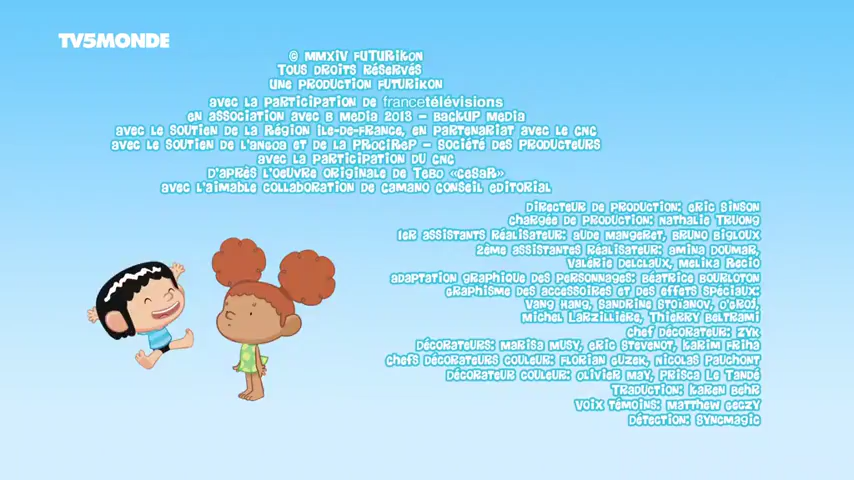 TV5MONDE
© MMXIV FUTURIKON
TOUS DROITS RÉSERVÉS
UNE PRODUCTION FUTURIKON
AVEC LA PARTICIPATION DE francetélévisions
EN ASSOCIATION AVEC B MEDIA 2013 – BACKUP MEDIA
AVEC LE SOUTIEN DE LA RÉGION ILE-DE-FRANCE, EN PARTENARIAT AVEC LE CNC
AVEC LE SOUTIEN DE L'ANGOA ET DE LA PROCIREP – SOCIÉTÉ DES PRODUCTEURS
AVEC LA PARTICIPATION DU CNC
D'APRÈS L'OEUVRE ORIGINALE DE TEBO «CESAR»
AVEC L'AIMABLE COLLABORATION DE CAMANO CONSEIL EDITORIAL
DIRECTEUR DE PRODUCTION: ERIC SINSON
CHARGÉE DE PRODUCTION: NATHALIE TRUONG
1ER ASSISTANTS RÉALISATEUR: AUDE MANGERET, BRUNO BIGLOUX
2ÈME ASSISTANTES RÉALISATEUR: AMINA DOUMAR,
VALÉRIE DELCLAUX, MELIKA RECIO
ADAPTATION GRAPHIQUE DES PERSONNAGES: BÉATRICE BOURLOTON
GRAPHISME DES ACCESSOIRES ET DES EFFETS SPÉCIAUX:
VANG HANG, SANDRINE STOÏANOV, O'GROJ,
MICHEL LARZILLIÈRE, THIERRY BELTRAMI
CHEF DÉCORATEUR: ZYK
DÉCORATEURS: MARISA MUSY, ERIC STEVENOT, KARIM FRIHA
CHEFS DÉCORATEURS COULEUR: FLORIAN GUZEK, NICOLAS PAUCHONT
DÉCORATEUR COULEUR: OLIVIER MAY, PRISCA LE TANDÉ
TRADUCTION: KAREN BEHR
VOIX TÉMOINS: MATTHEW GECZY
DÉTECTION: SYNCMAGIC